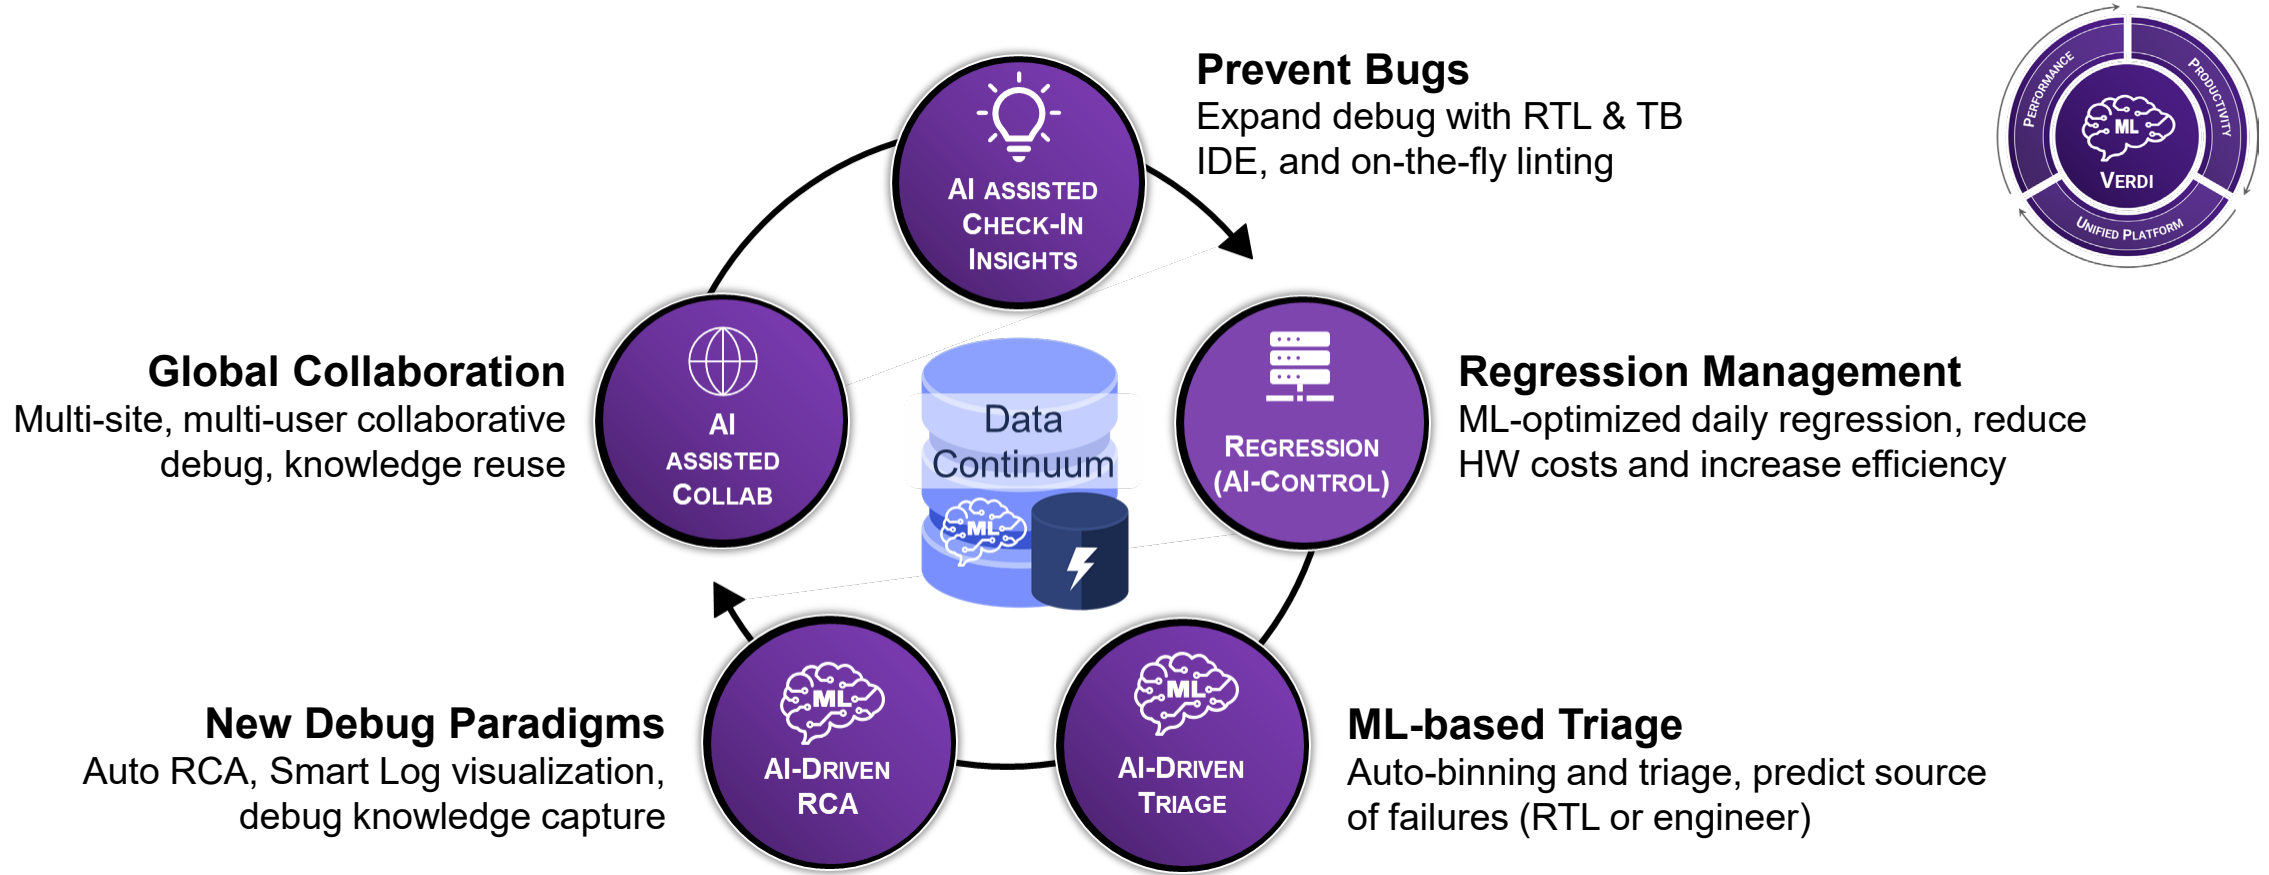 Prevent Bugs
Expand debug with RTL & TB
IDE, and on-the-fly linting
AI ASSISTED
CHECK-IN
INSIGHTS
PERFORMANCE
PRODUCTIVITY
UNIFIED PLATFORM
ML
VERDI
Global Collaboration
Multi-site, multi-user collaborative
debug, knowledge reuse
AI
ASSISTED
COLLAB
Data
Continuum
ML
REGRESSION
(AI-CONTROL)
Regression Management
ML-optimized daily regression, reduce
HW costs and increase efficiency
New Debug Paradigms
Auto RCA, Smart Log visualization,
debug knowledge capture
ML
AI-DRIVEN
RCA
ML
AI-DRIVEN
TRIAGE
ML-based Triage
Auto-binning and triage, predict source
of failures (RTL or engineer)